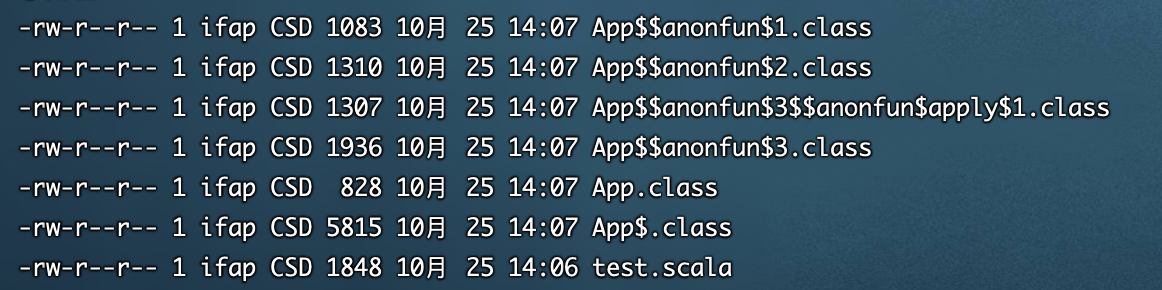 -rw-r--r-- 1 ifap CSD 1083 10月 25 14:07 App$$anonfun$1.class
-rw-r--r-- 1 ifap CSD 1310 10月 25 14:07 App$$anonfun$2.class
-rw-r--r-- 1 ifap CSD 1307 10月 25 14:07 App$$anonfun$3$$anonfun$apply$1.class
-rw-r--r-- 1 ifap CSD 1936 10月 25 14:07 App$$anonfun$3.class
-rw-r--r-- 1 ifap CSD  828 10月 25 14:07 App.class
-rw-r--r-- 1 ifap CSD 5815 10月 25 14:07 App$.class
-rw-r--r-- 1 ifap CSD 1848 10月 25 14:06 test.scala